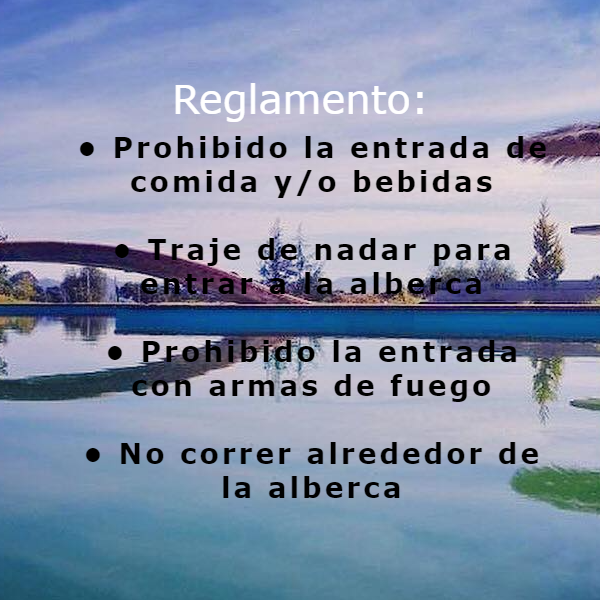 Reglamento:
• Prohibido la entrada de
comida y/o bebidas
• Traje de nadar para
entrar a la alberca
• Prohibido la entrada
con armas de fuego
• No correr alrededor de
la alberca